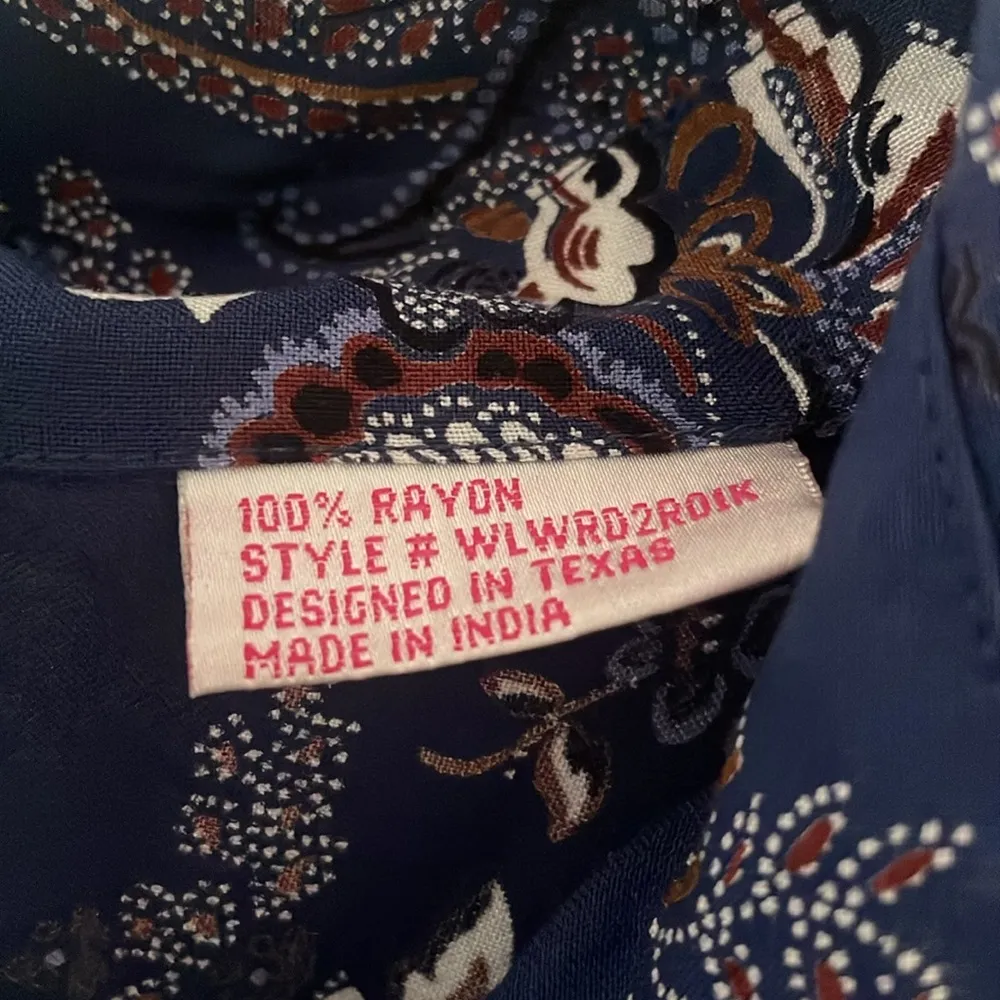 100% RAYON
STYLE # WLWRD2R01K
DESIGNED IN TEXAS
MADE IN INDIA